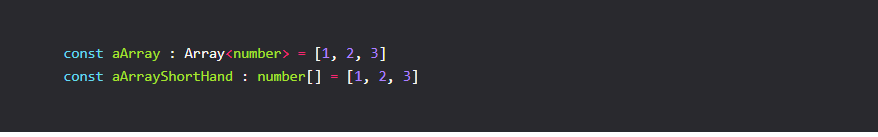 const aArray : Array<number> = [1, 2, 3]
const aArrayShortHand : number[] = [1, 2, 3]